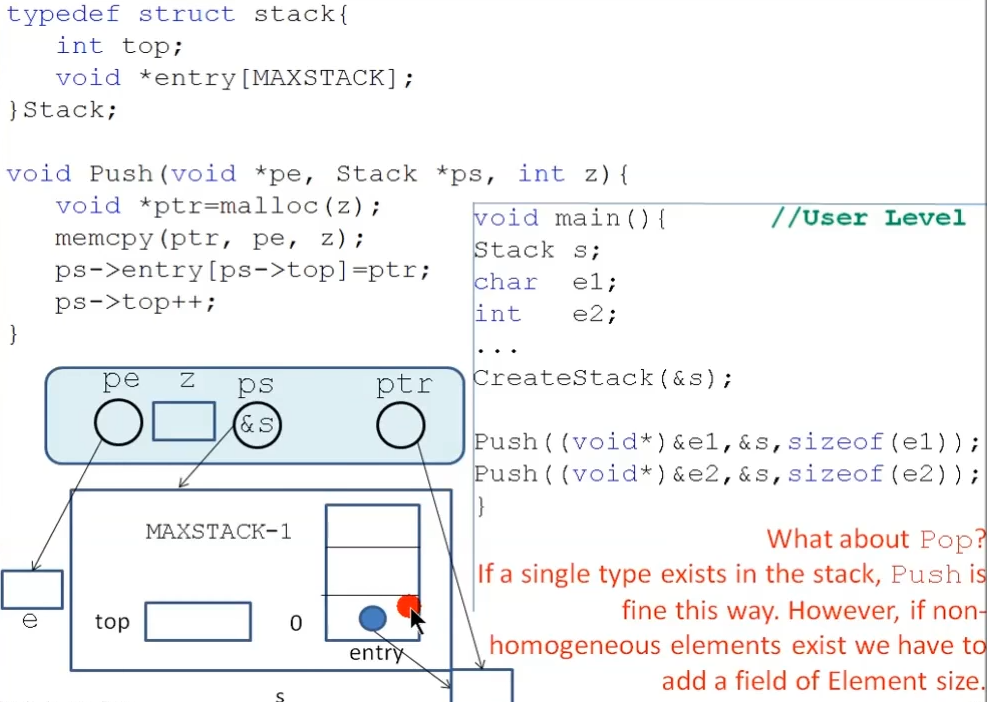 typedef struct stack{
int top;
void *entry[MAXSTACK];
}Stack;
void Push(void *pe, Stack *ps, int z){
void *ptr=malloc(z);
memcpy(ptr, pe, z);
ps->entry[ps->top]=ptr;
ps->top++;
}
void main(){ //User Level
Stack s;
char e1;
int e2;
...
CreateStack(&s);
Push((void*)&e1,&s,sizeof(e1));
Push((void*)&e2,&s,sizeof(e2));
}
pe z ps ptr
&s
MAXSTACK-1
e top 0
entry
s
What about Pop?
If a single type exists in the stack, Push is
fine this way. However, if non-
homogeneous elements exist we have to
add a field of Element size.